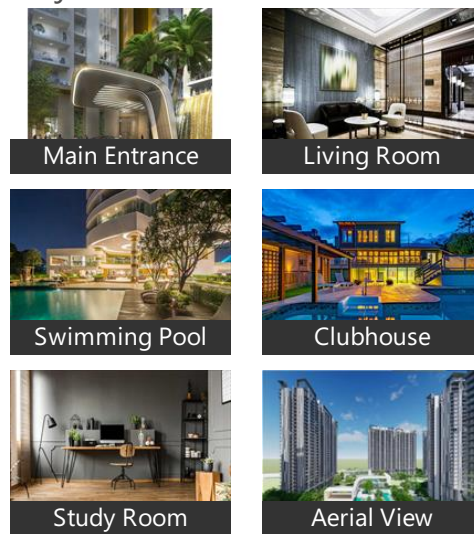 Main Entrance
Living Room
Swimming Pool
Clubhouse
Study Room
Aerial View